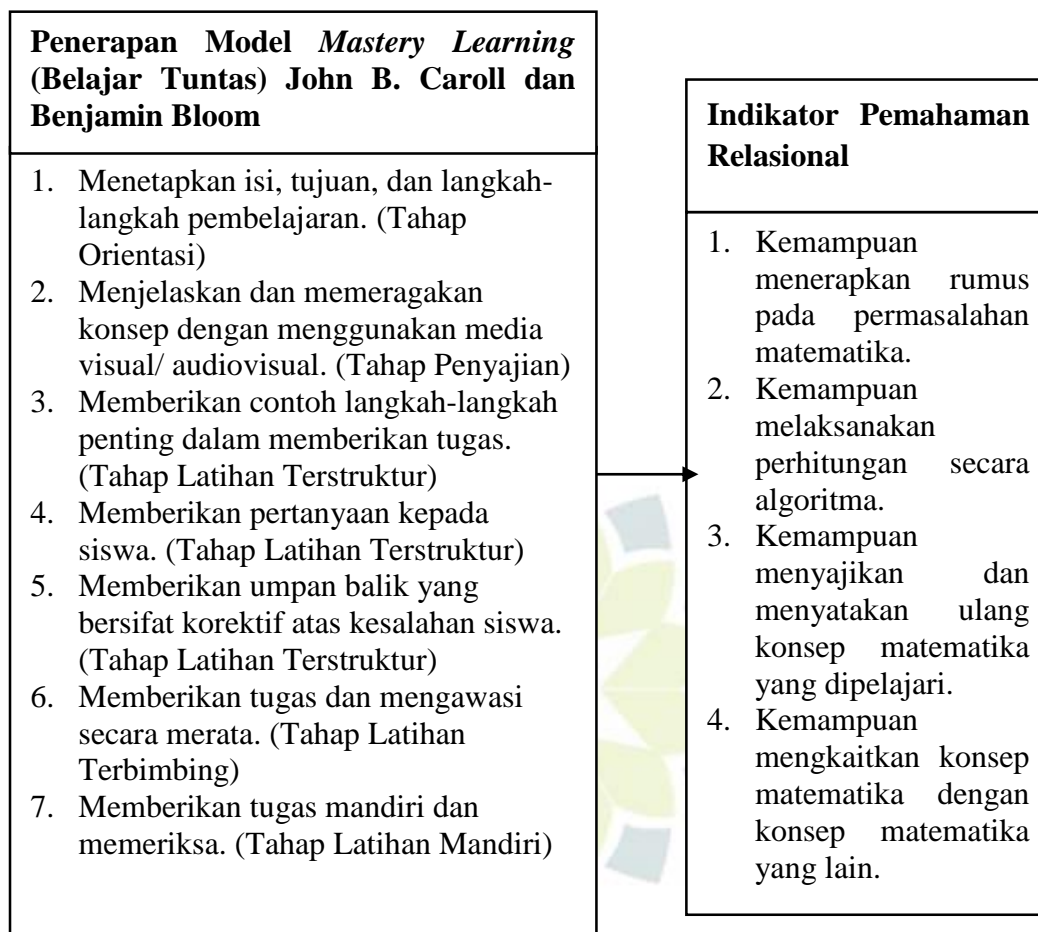 Penerapan Model Mastery Learning
(Belajar Tuntas) John B. Caroll dan
Benjamin Bloom
1. Menetapkan isi, tujuan, dan langkah-
langkah pembelajaran. (Tahap
Orientasi)
2. Menjelaskan dan memeragakan
konsep dengan menggunakan media
visual/ audiovisual. (Tahap Penyajian)
3. Memberikan contoh langkah-langkah
penting dalam memberikan tugas.
(Tahap Latihan Terstruktur)
4. Memberikan pertanyaan kepada
siswa. (Tahap Latihan Terstruktur)
5. Memberikan umpan balik yang
bersifat korektif atas kesalahan siswa.
(Tahap Latihan Terstruktur)
6. Memberikan tugas dan mengawasi
secara merata. (Tahap Latihan
Terbimbing)
7. Memberikan tugas mandiri dan
memeriksa. (Tahap Latihan Mandiri)
Indikator Pemahaman
Relasional
1. Kemampuan
menerapkan rumus
pada permasalahan
matematika.
2. Kemampuan
melaksanakan
perhitungan secara
algoritma.
3. Kemampuan
menyajikan dan
menyatakan ulang
konsep matematika
yang dipelajari.
4. Kemampuan
mengkaitkan konsep
matematika dengan
konsep matematika
yang lain.